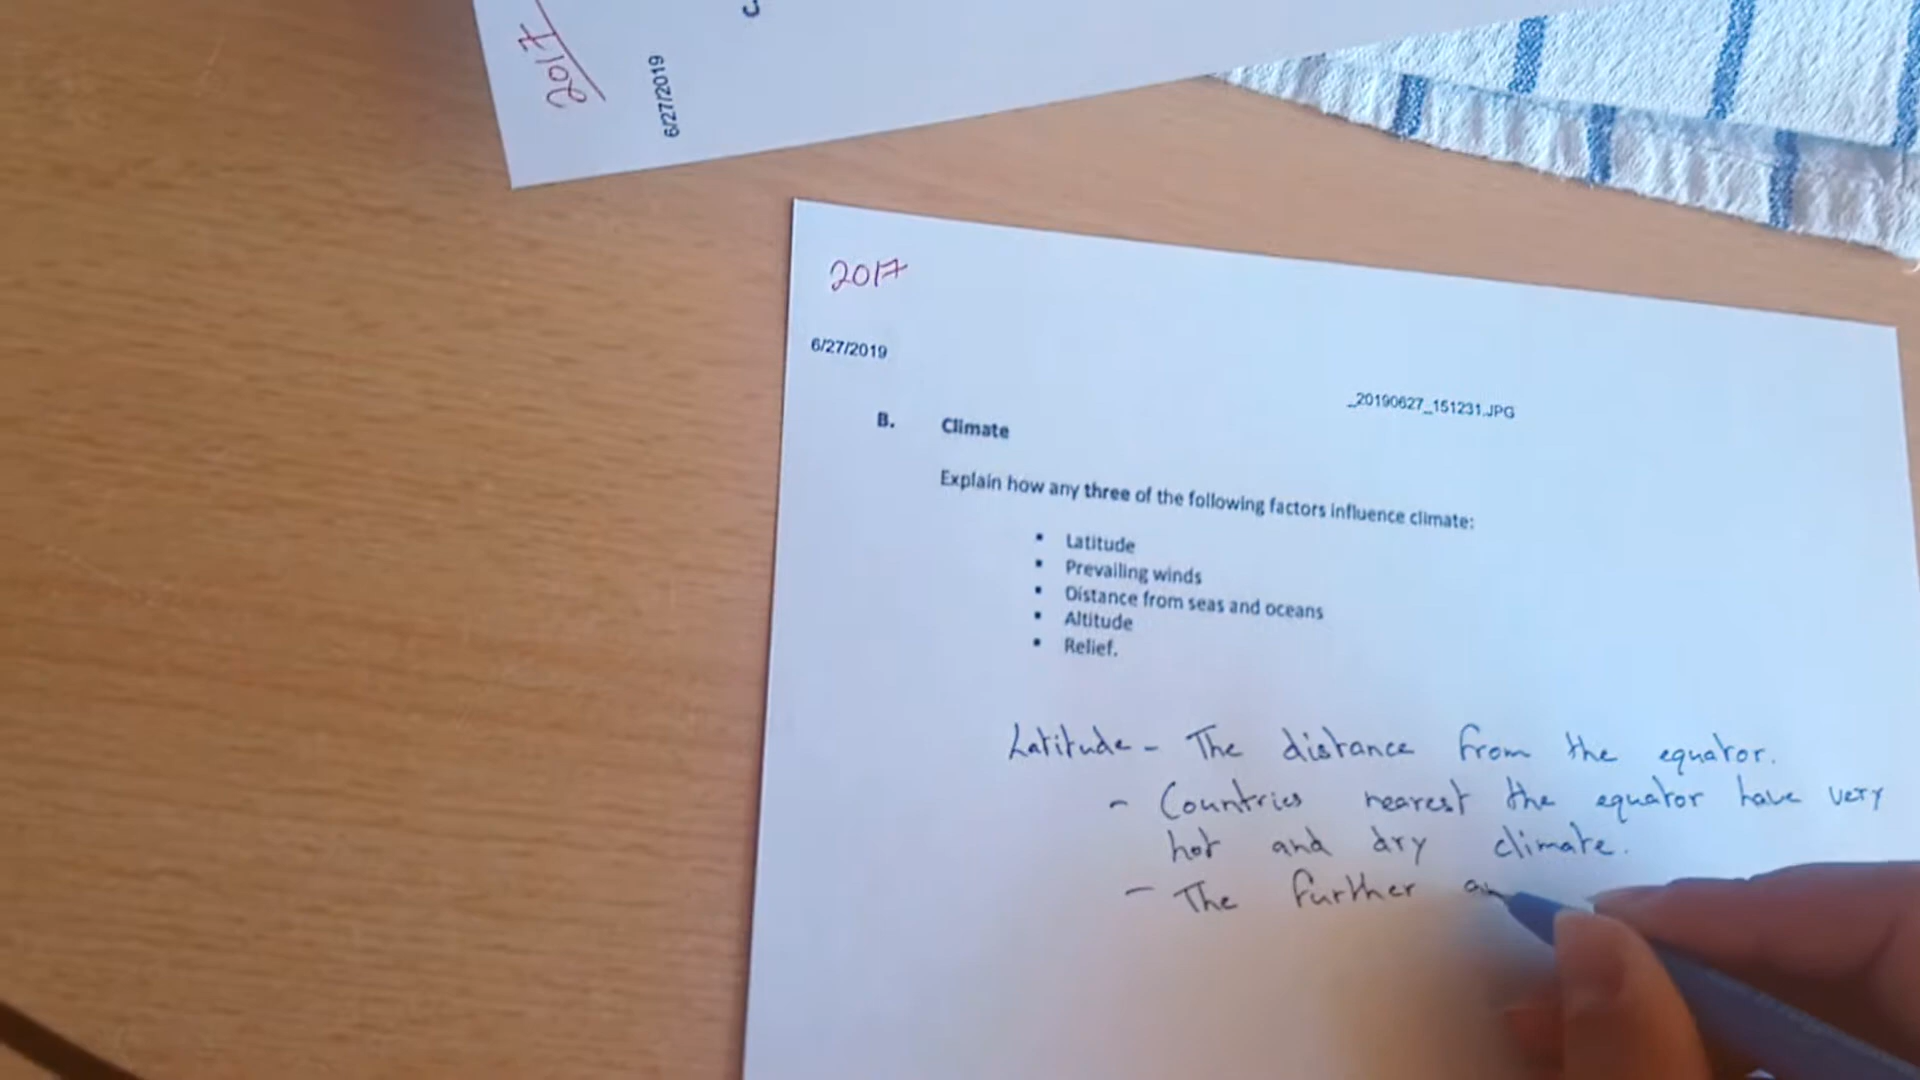 2017
6/27/2019
2017
6/27/2019
_20190627_151231.JPG
B. Climate
Explain how any three of the following factors influence climate:
▪ Latitude
▪ Prevailing winds
▪ Distance from seas and oceans
▪ Altitude
▪ Relief.
Latitude - The distance from the equator.
- Countries nearest the equator have very
hot and dry climate.
- The further